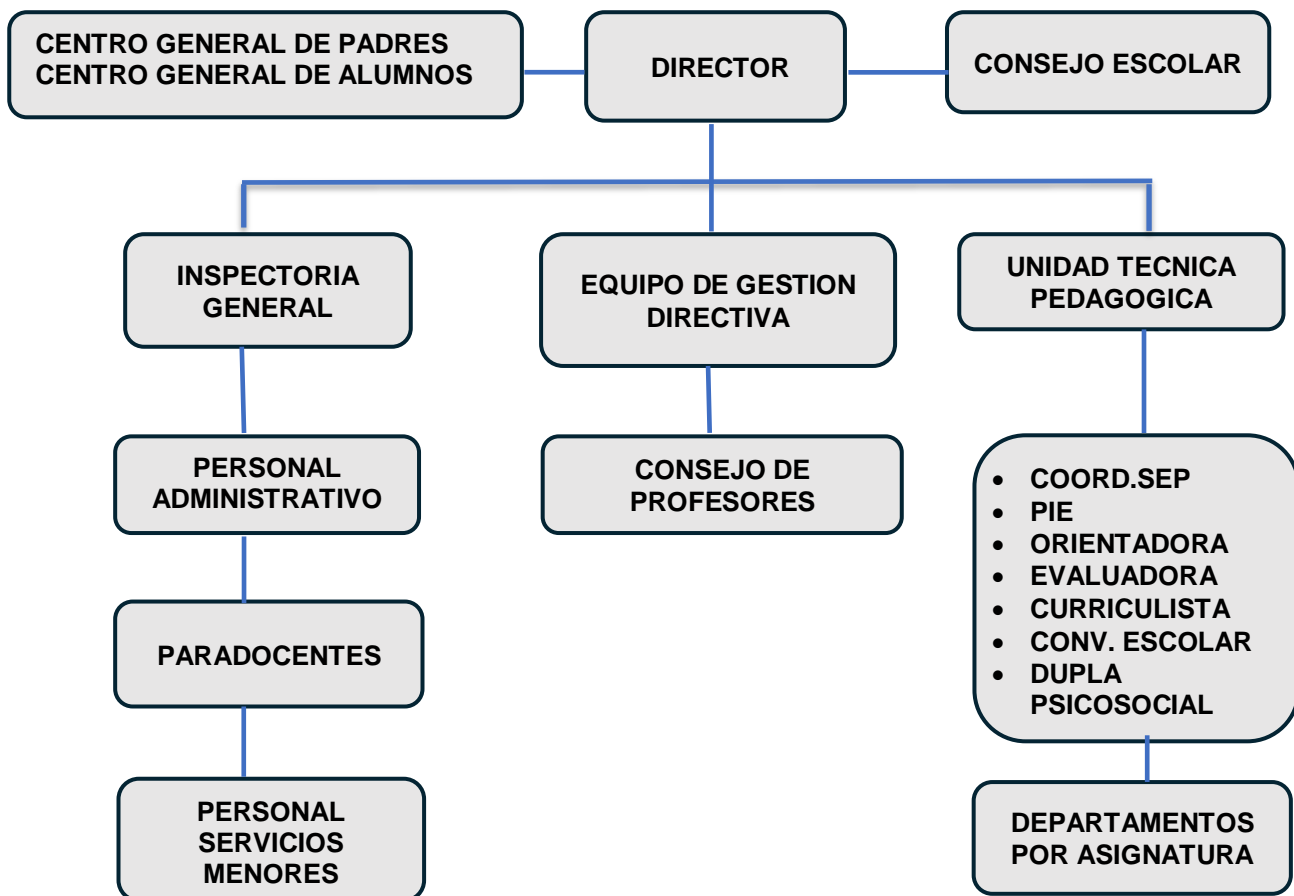 CENTRO GENERAL DE PADRES
CENTRO GENERAL DE ALUMNOS
DIRECTOR
CONSEJO ESCOLAR
INSPECTORIA
GENERAL
EQUIPO DE GESTION
DIRECTIVA
UNIDAD TECNICA
PEDAGOGICA
PERSONAL
ADMINISTRATIVO
CONSEJO DE
PROFESORES
• COORD.SEP
• PIE
• ORIENTADORA
• EVALUADORA
• CURRICULISTA
• CONV. ESCOLAR
• DUPLA
PSICOSOCIAL
PARADOCENTES
PERSONAL
SERVICIOS
MENORES
DEPARTAMENTOS
POR ASIGNATURA